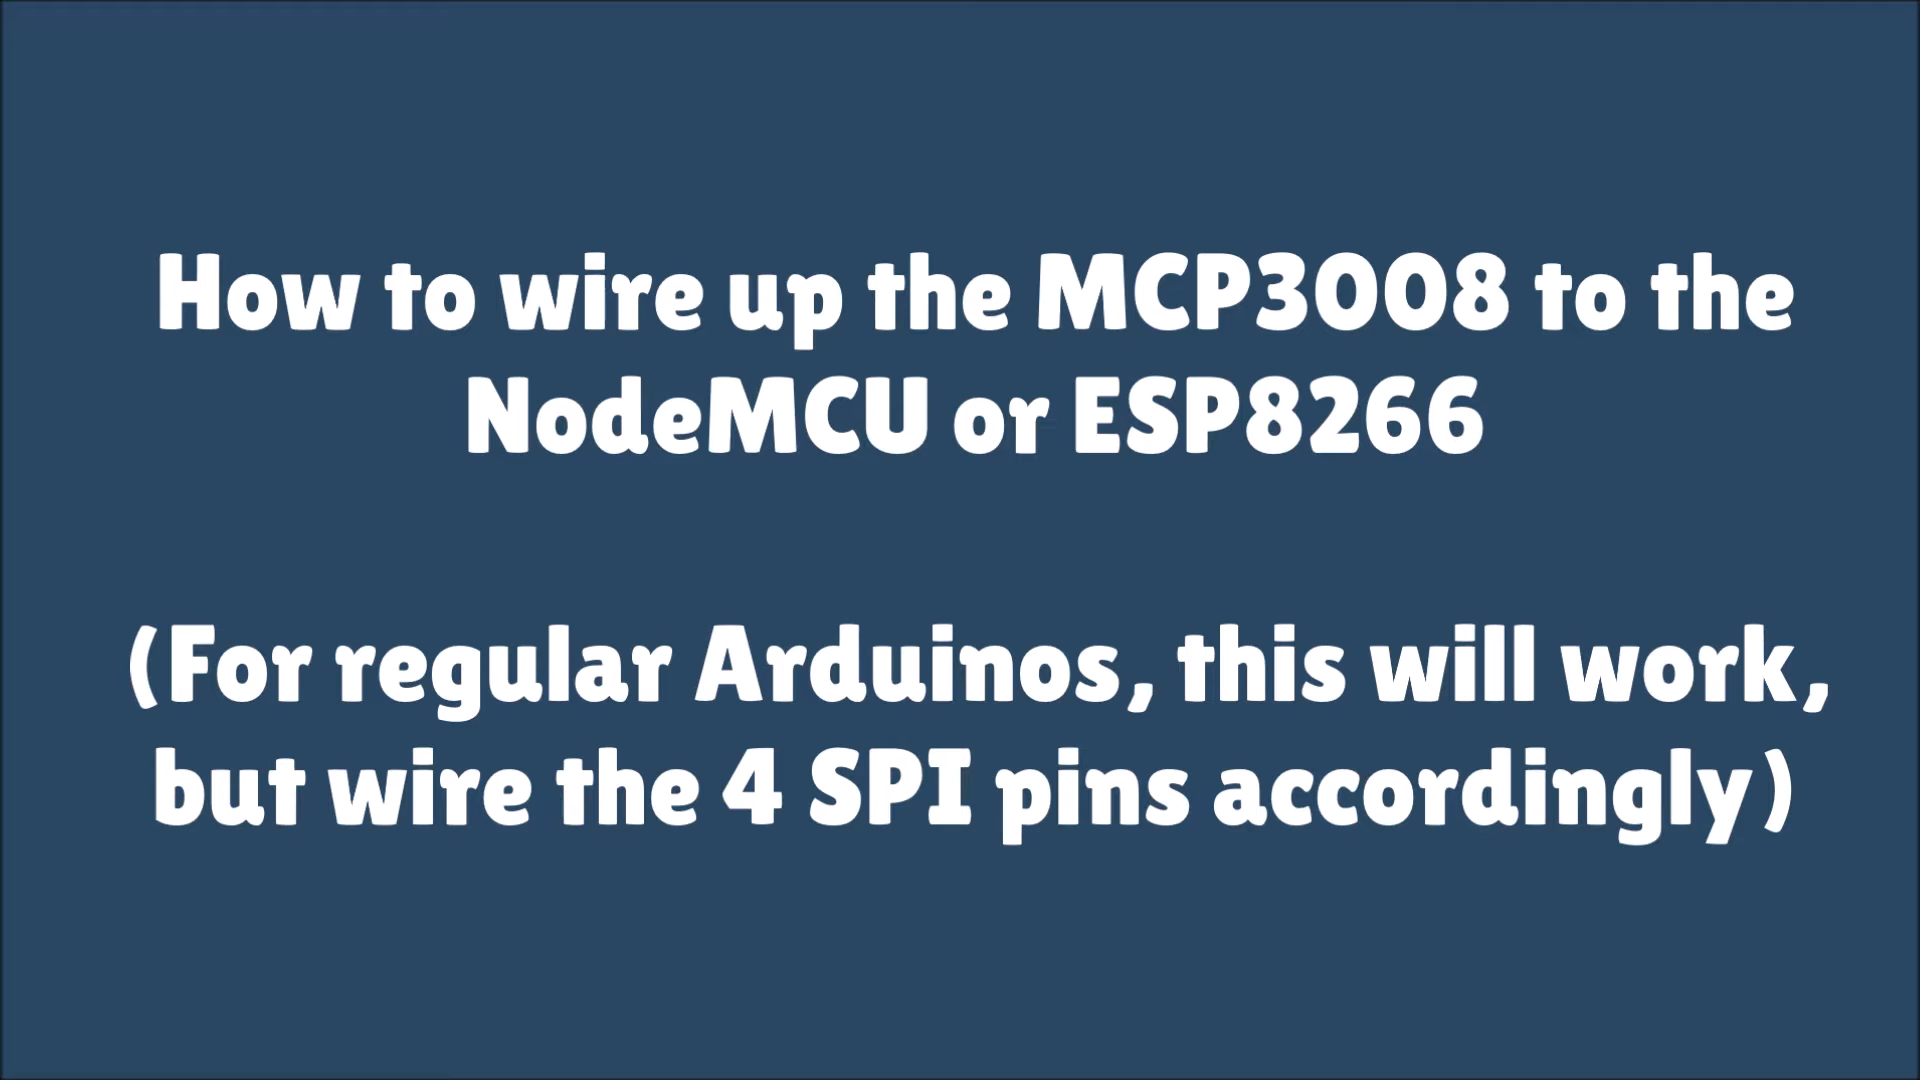 How to wire up the MCP3008 to the
NodeMCU or ESP8266
(For regular Arduinos, this will work,
but wire the 4 SPI pins accordingly)